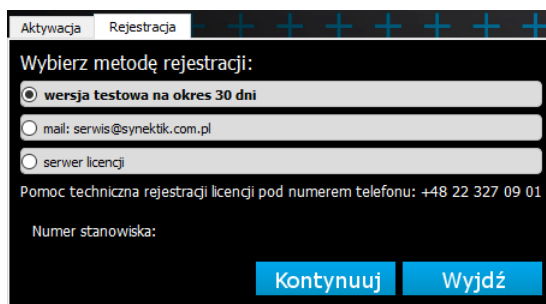 Aktywacja Rejestracja
Wybierz metodę rejestracji:
wersja testowa na okres 30 dni
mail: serwis@synektik.com.pl
serwer licencji
Pomoc techniczna rejestracji licencji pod numerem telefonu: +48 22 327 09 01
Numer stanowiska:
Kontynuuj Wyjdź